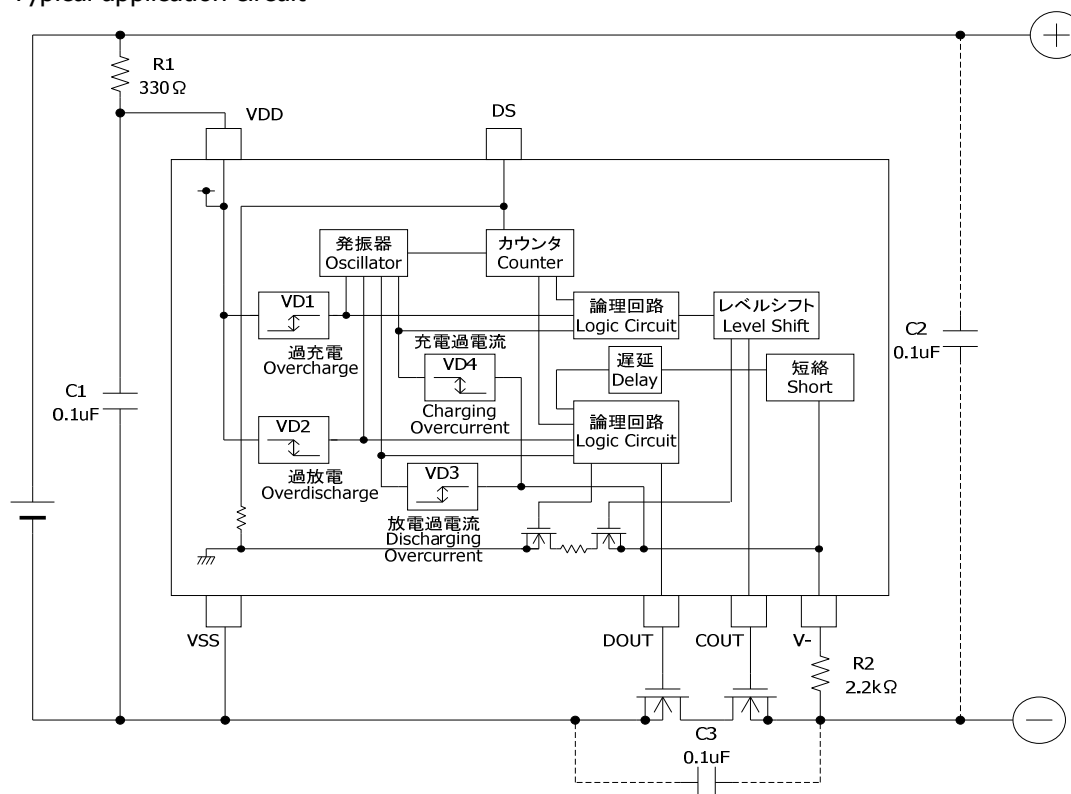 Typical application circuit
R1
330Ω
VDD
DS
発振器
Oscillator
カウンタ
Counter
VD1
過充電
Overcharge
充電過電流
VD4
Charging
Overcurrent
論理回路
Logic Circuit
レベルシフト
Level Shift
遅延
Delay
短絡
Short
C2
0.1uF
C1
0.1uF
VD2
過放電
Overdischarge
論理回路
Logic Circuit
VD3
放電過電流
Discharging
Overcurrent
VSS
DOUT
COUT
V-
R2
2.2kΩ
C3
0.1uF
+
−